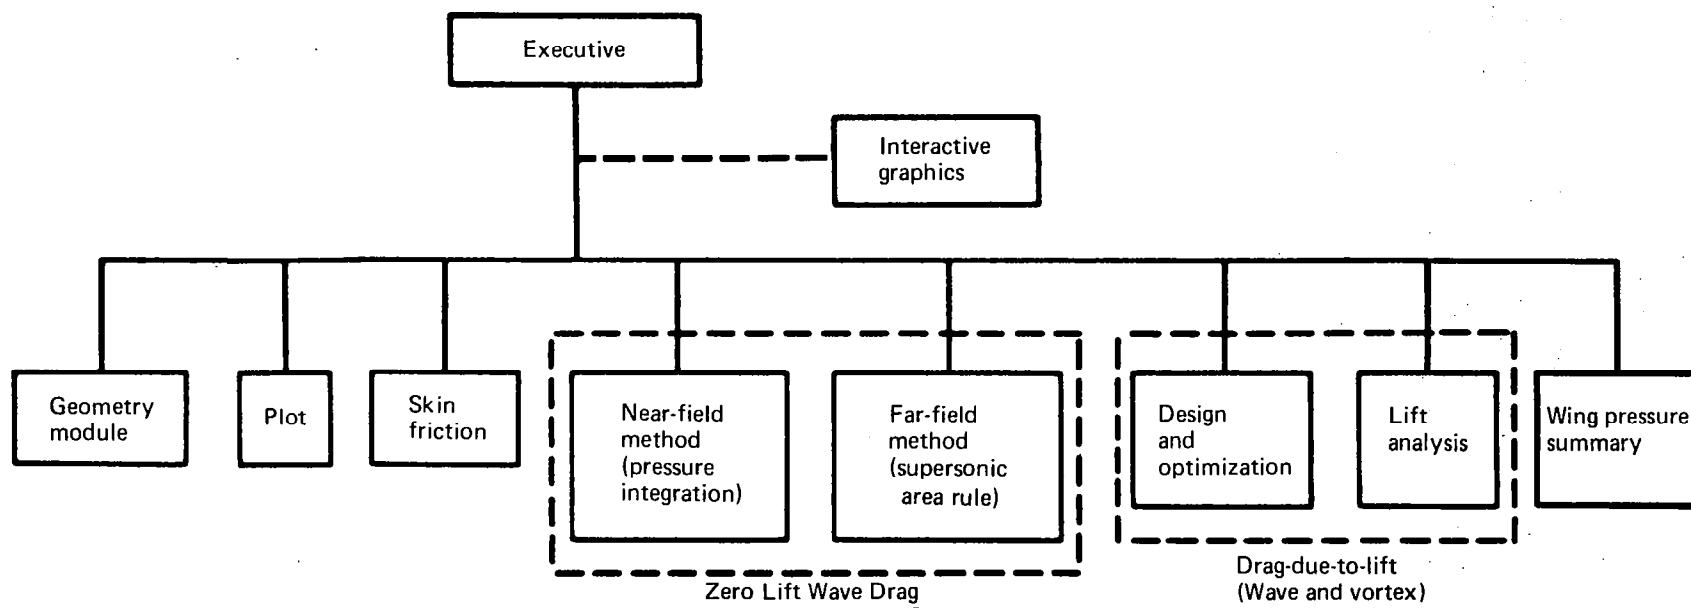 Executive
Interactive
graphics
Geometry
module
Plot
Skin
friction
Near-field
method
(pressure
integration)
Far-field
method
(supersonic
area rule)
Design
and
optimization
Lift
analysis
Wing pressure
summary
Zero Lift Wave Drag
Drag-due-to-lift
(Wave and vortex)